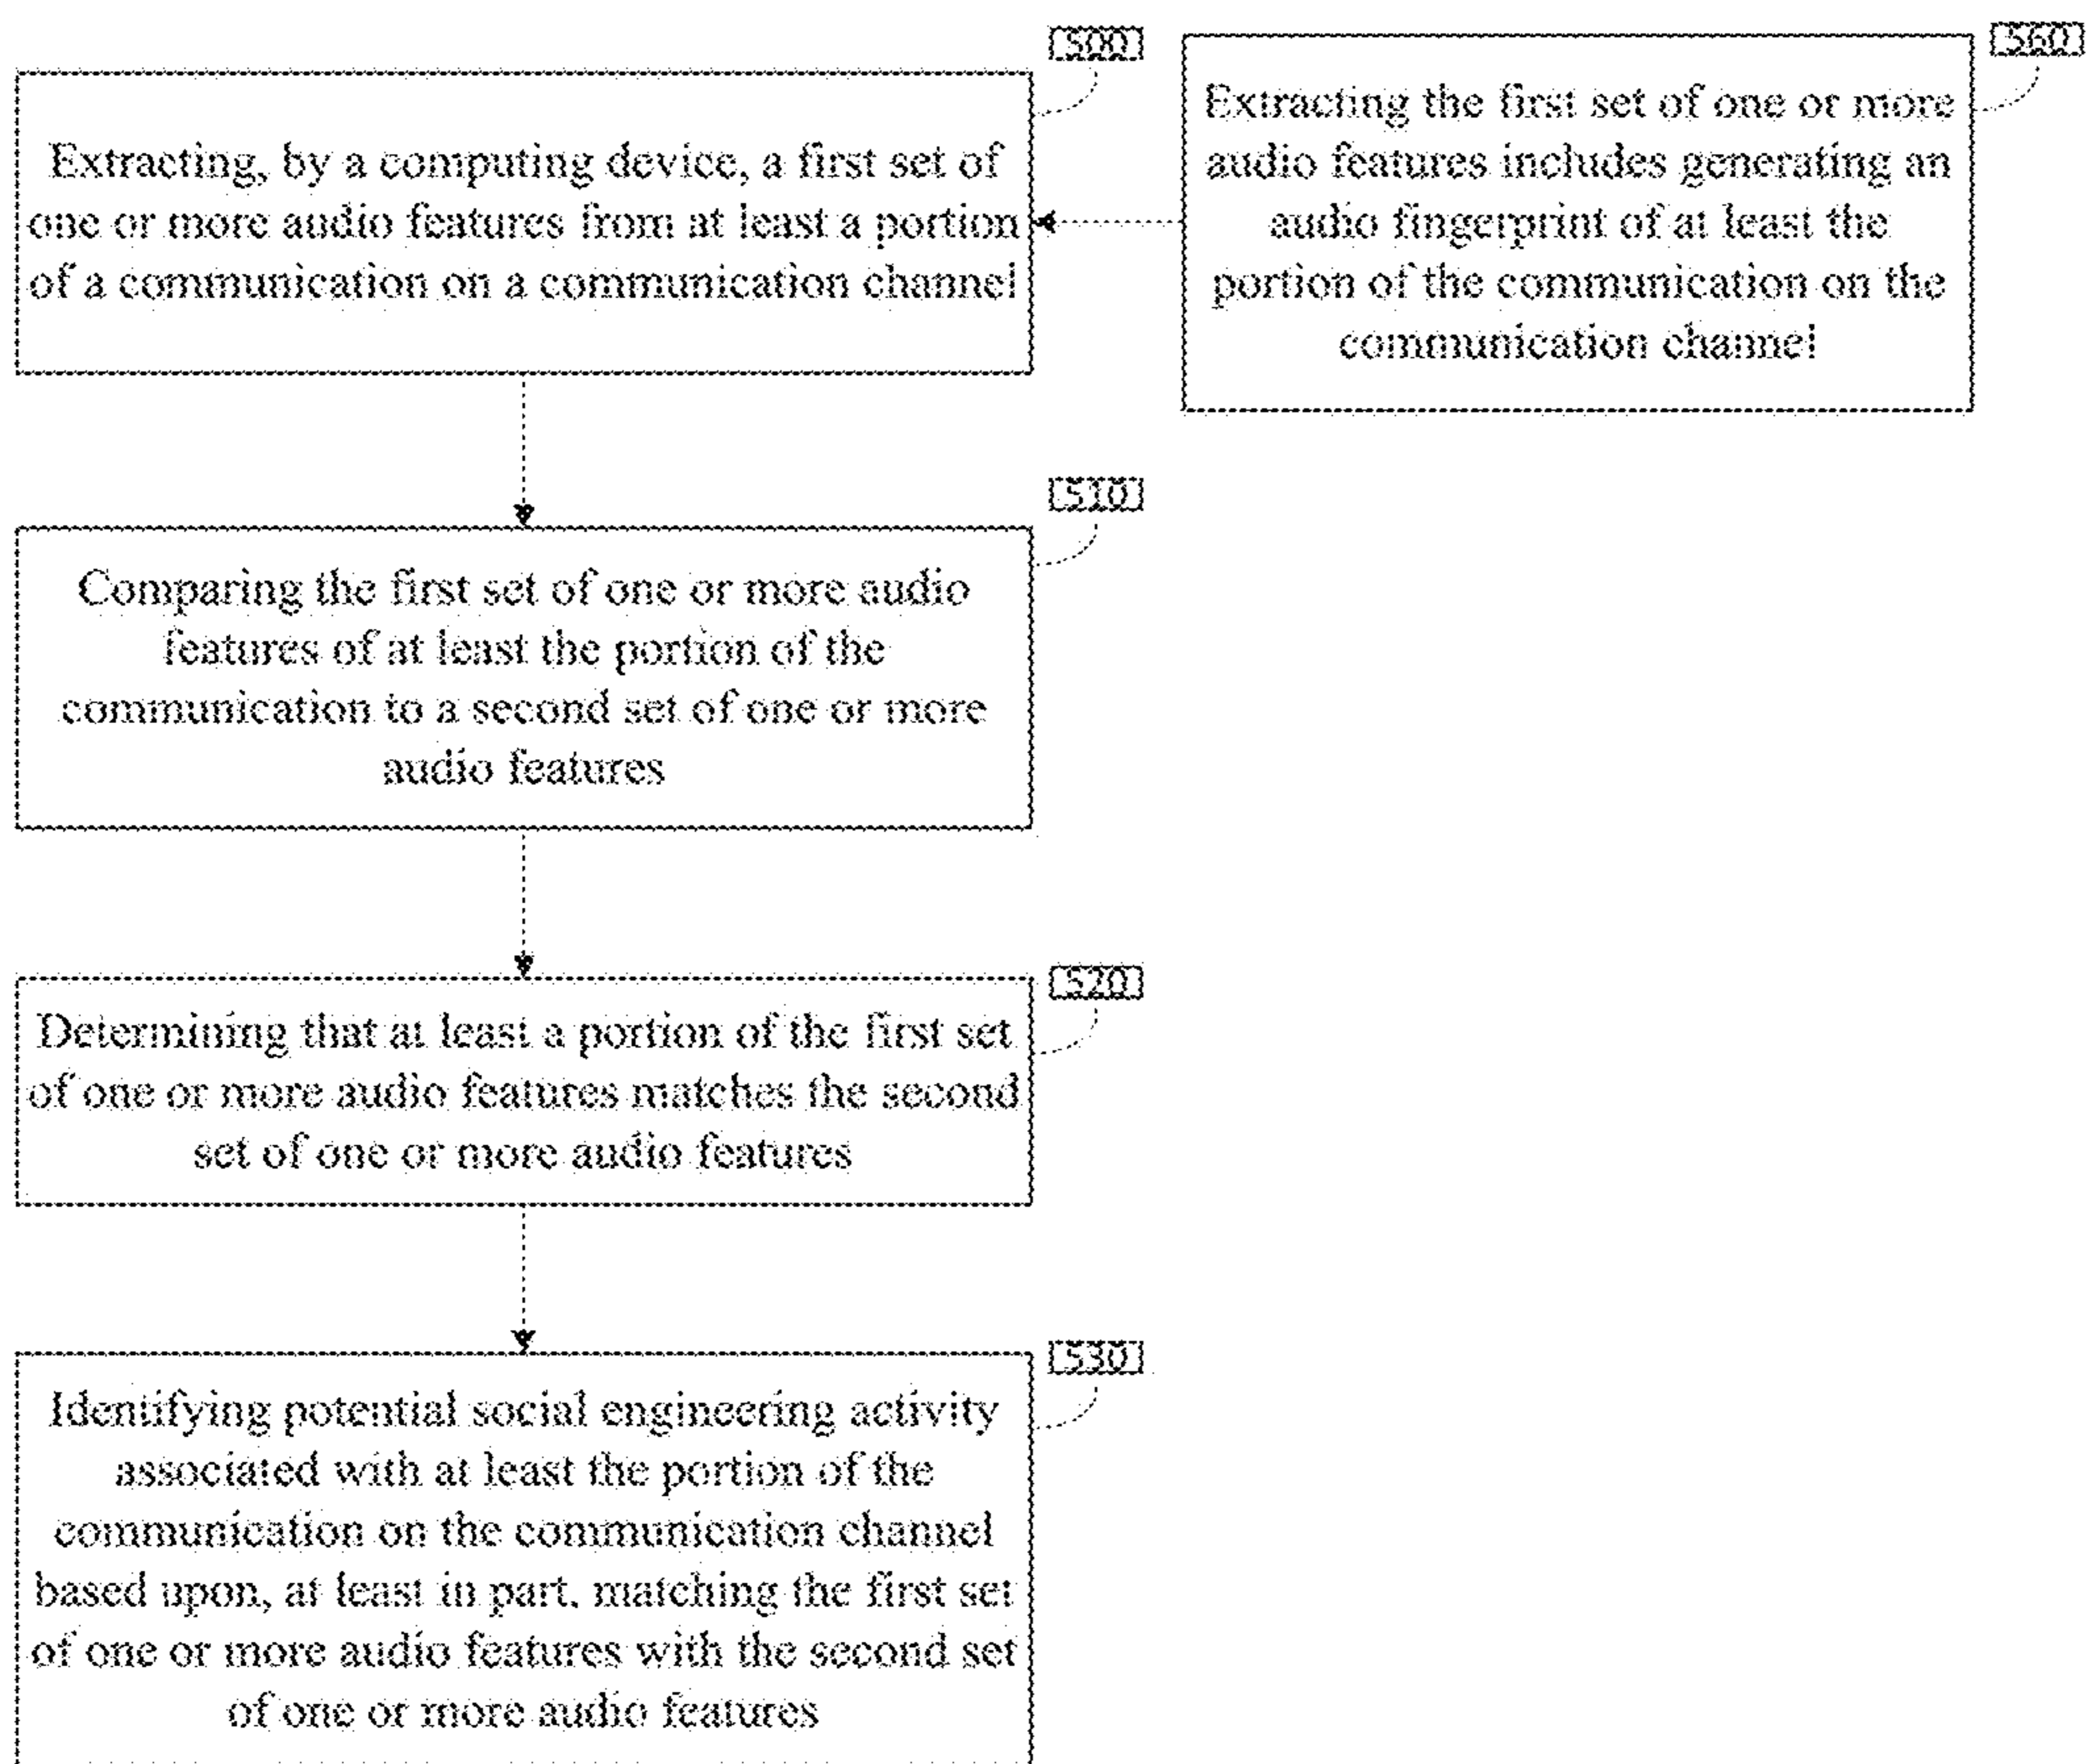 500
Extracting, by a computing device, a first set of
one or more audio features from at least a portion
of a communication on a communication channel
560
Extracting the first set of one or more
audio features includes generating an
audio fingerprint of at least the
portion of the communication on the
communication channel
510
Comparing the first set of one or more audio
features of at least the portion of the
communication to a second set of one or more
audio features
520
Determining that at least a portion of the first set
of one or more audio features matches the second
set of one or more audio features
530
Identifying potential social engineering activity
associated with at least the portion of the
communication on the communication channel
based upon, at least in part, matching the first set
of one or more audio features with the second set
of one or more audio features